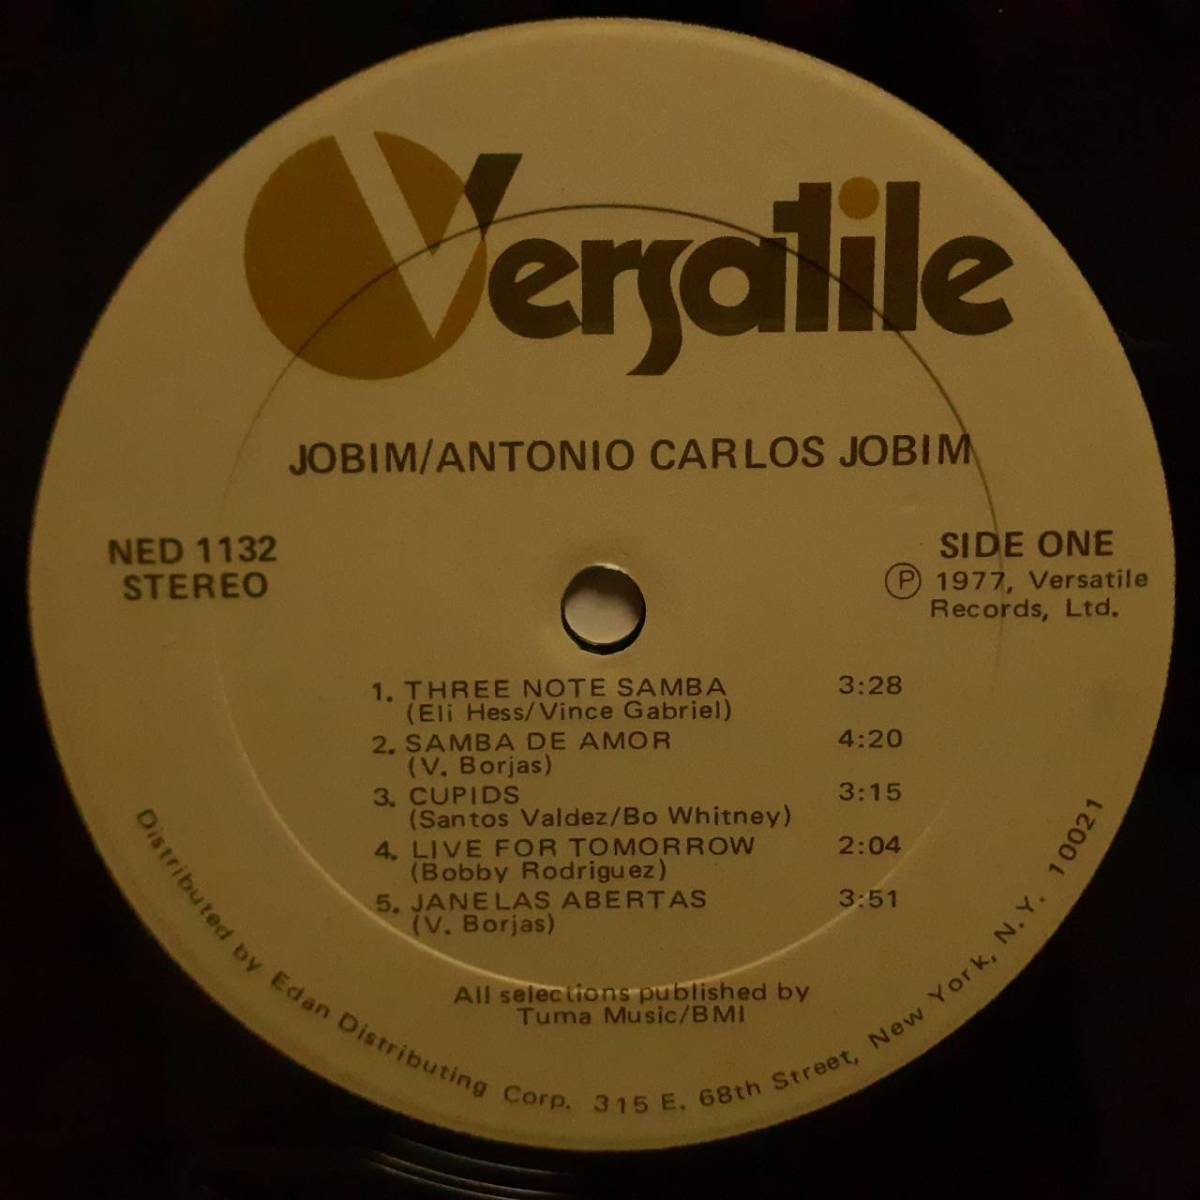 Versatile
JOBIM/ANTONIO CARLOS JOBIM
NED 1132
STEREO
SIDE ONE
Ⓟ 1977, Versatile
Records, Ltd.
1. THREE NOTE SAMBA 3:28
(Eli Hess/Vince Gabriel)
2. SAMBA DE AMOR 4:20
(V. Borjas)
3. CUPIDS 3:15
(Santos Valdez/Bo Whitney)
4. LIVE FOR TOMORROW 2:04
(Bobby Rodriguez)
5. JANELAS ABERTAS 3:51
(V. Borjas)
All selections published by
Tuma Music/BMI
Distributed by Edan Distributing Corp. 315 E. 68th Street, New York, N.Y. 10021